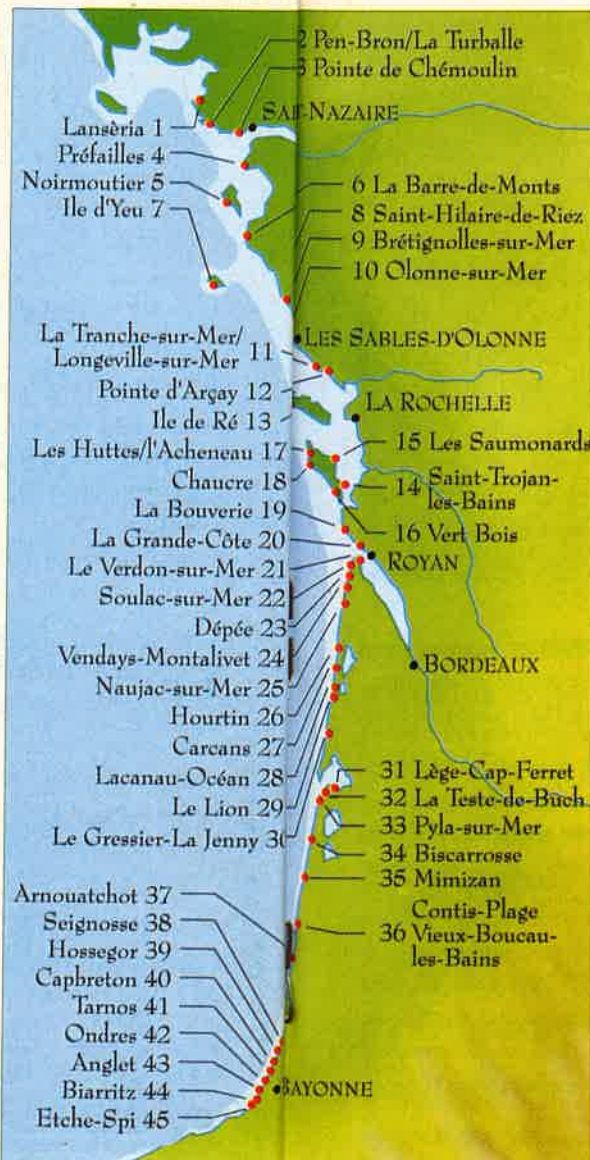 2 Pen-Bron/La Turballe
3 Pointe de Chémoulin
SAINT-NAZAIRE
Lansèria 1
Préfailles 4
Noirmoutier 5
Ile d'Yeu 7
6 La Barre-de-Monts
8 Saint-Hilaire-de-Riez
9 Brétignolles-sur-Mer
10 Olonne-sur-Mer
LES SABLES-D'OLONNE
La Tranche-sur-Mer/
Longeville-sur-Mer 11
Pointe d'Arçay 12
Ile de Ré 13
LA ROCHELLE
Les Huttes/l'Acheneau 17
Chaucre 18
15 Les Saumonards
14 Saint-Trojan-
les-Bains
16 Vert Bois
La Bouverie 19
La Grande-Côte 20
ROYAN
Le Verdon-sur-Mer 21
Soulac-sur-Mer 22
Dépée 23
Vendays-Montalivet 24
BORDEAUX
Naujac-sur-Mer 25
Hourtin 26
Carcans 27
Lacanau-Océan 28
Le Lion 29
Le Gressier-La Jenny 30
31 Lège-Cap-Ferret
32 La Teste-de-Buch
33 Pyla-sur-Mer
34 Biscarrosse
35 Mimizan
Contis-Plage
36 Vieux-Boucau-
les-Bains
Arnouatchot 37
Seignosse 38
Hossegor 39
Capbreton 40
Tarnos 41
Ondres 42
Anglet 43
Biarritz 44
Etche-Spi 45
BAYONNE